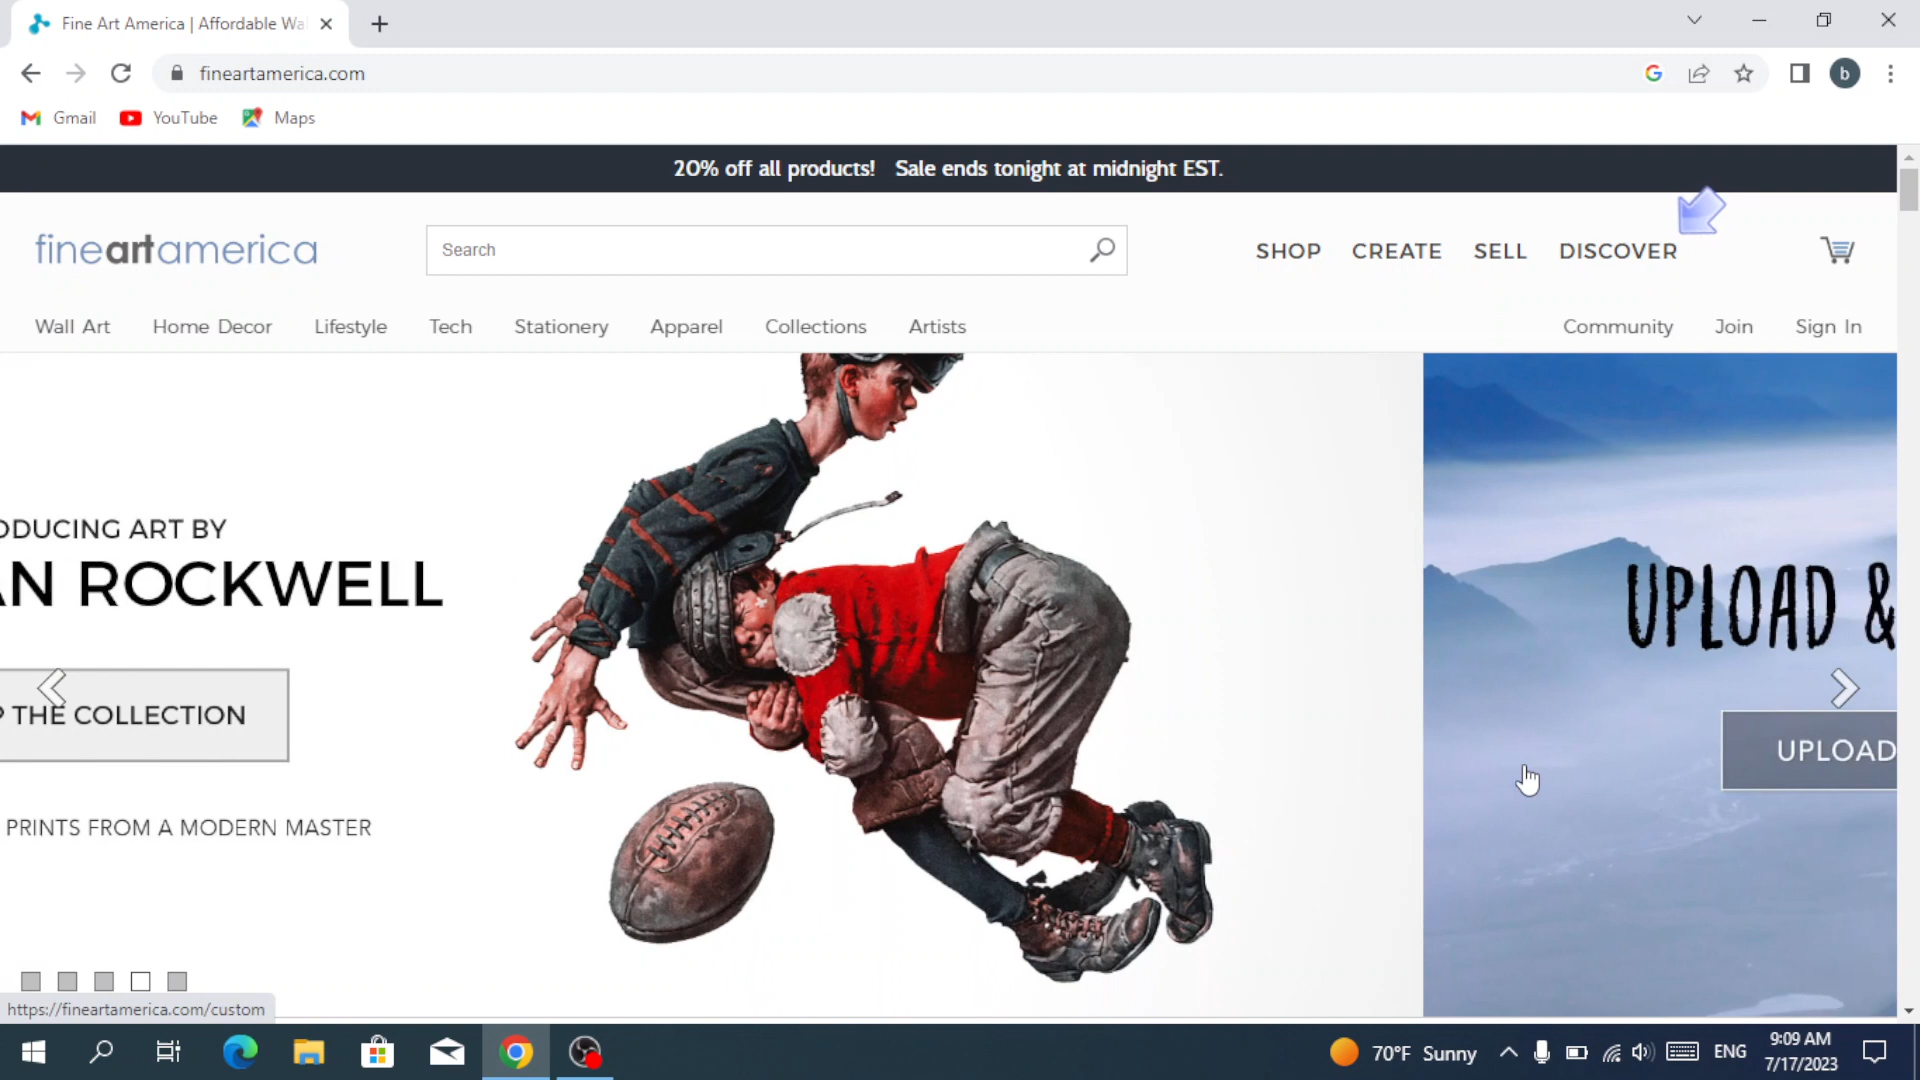 Fine Art America | Affordable Wa
fineartamerica.com
Gmail YouTube Maps
20% off all products! Sale ends tonight at midnight EST.
fineartamerica
Search
SHOP CREATE SELL DISCOVER
Wall Art Home Decor Lifestyle Tech Stationery Apparel Collections Artists
Community Join Sign In
ODUCING ART BY
AN ROCKWELL
P THE COLLECTION
PRINTS FROM A MODERN MASTER
UPLOAD &
UPLOAD
https://fineartamerica.com/custom
70°F Sunny
ENG
9:09 AM
7/17/2023
b